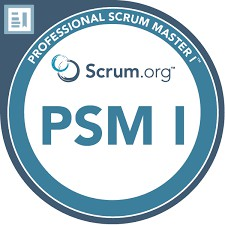 PROFESSIONAL SCRUM MASTER I™
Scrum.org™
PSM I